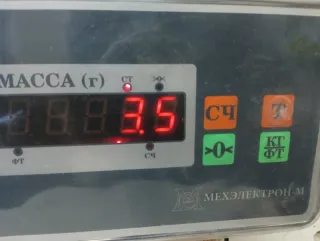 МАССА (г) СТ >><<
3.5 СЧ Т
ФТ СЧ >0< КГ
ФТ
МЕХЭЛЕКТРОН-М